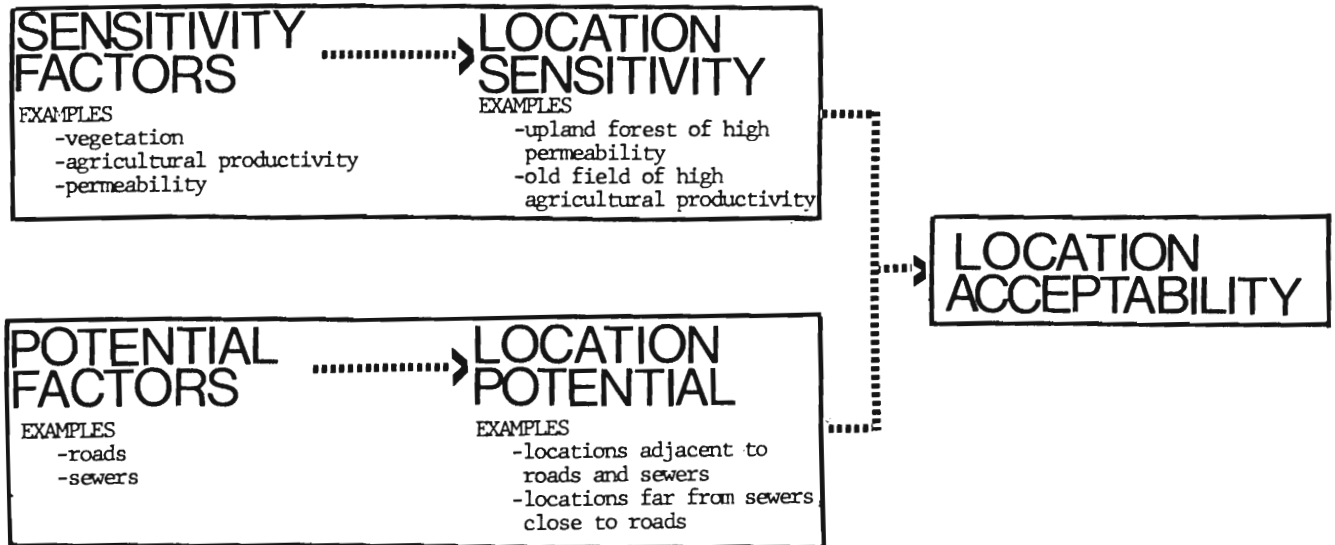 SENSITIVITY
FACTORS
EXAMPLES
-vegetation
-agricultural productivity
-permeability
LOCATION
SENSITIVITY
EXAMPLES
-upland forest of high
permeability
-old field of high
agricultural productivity
POTENTIAL
FACTORS
EXAMPLES
-roads
-sewers
LOCATION
POTENTIAL
EXAMPLES
-locations adjacent to
roads and sewers
-locations far from sewers
close to roads
LOCATION
ACCEPTABILITY